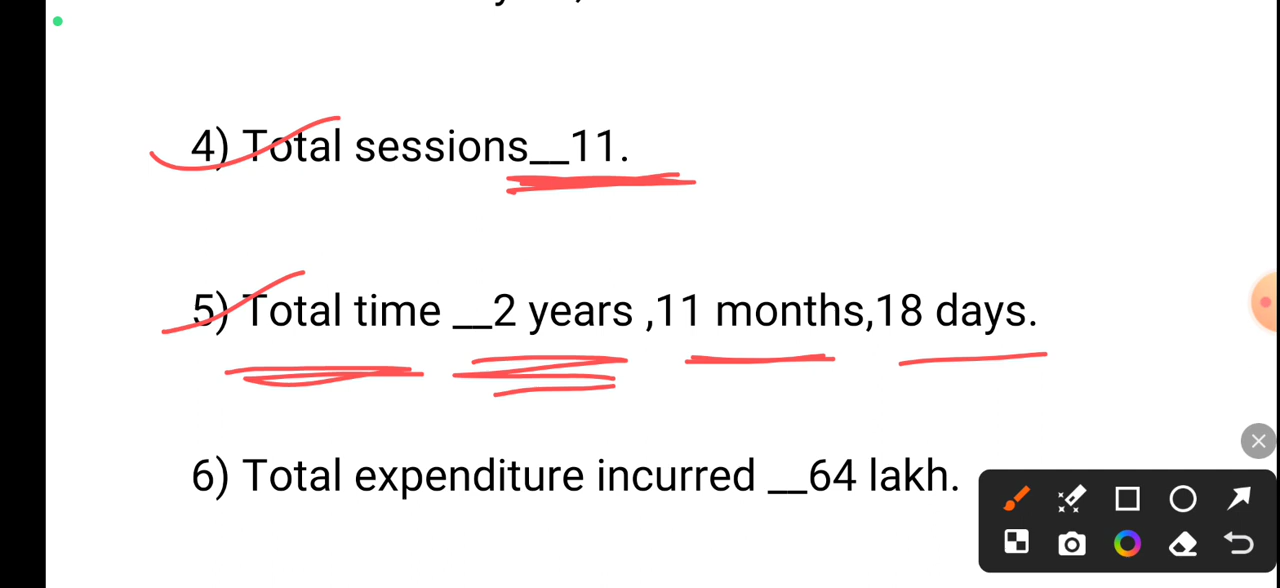 4) Total sessions__11.
5) Total time __2 years ,11 months,18 days.
6) Total expenditure incurred __64 lakh.